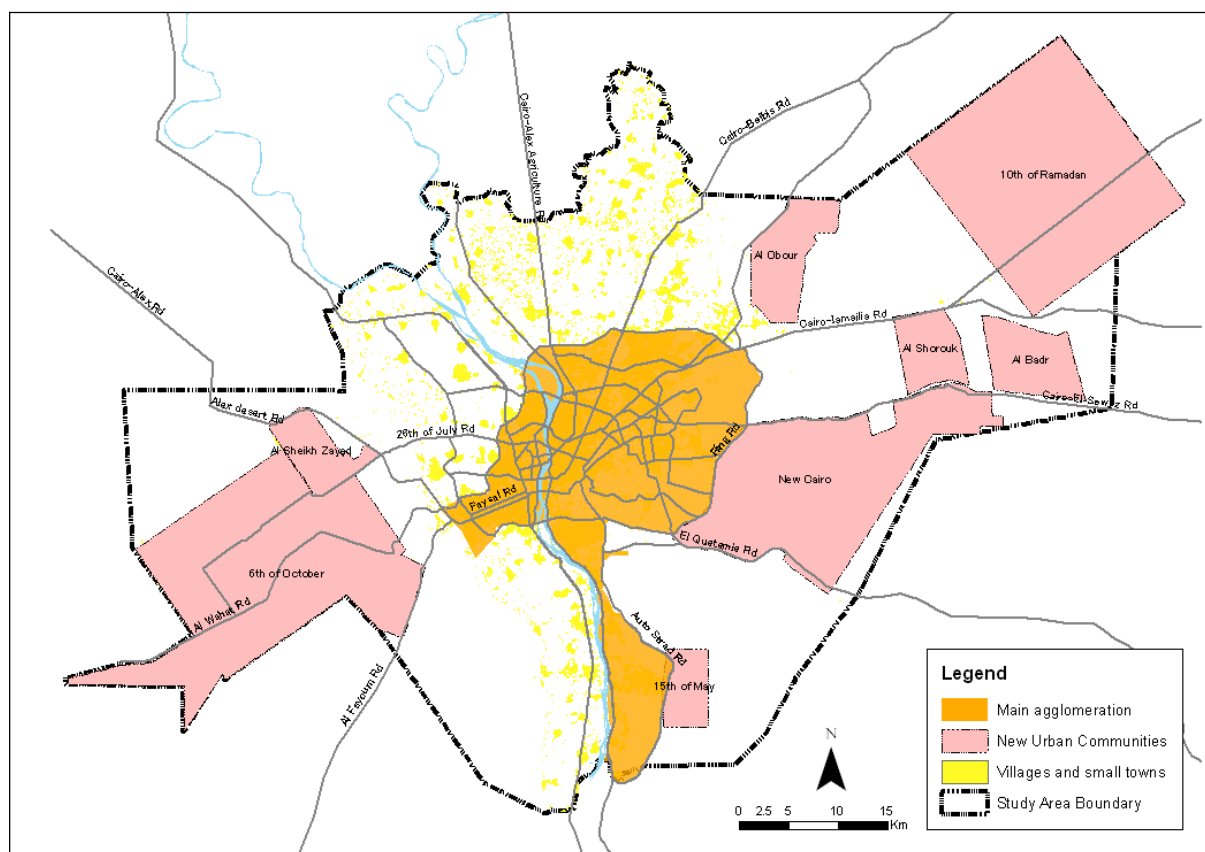 Cairo-Belbis Rd
Cairo-Alex Agriculture Rd
10th of Ramadan
Al Obour
Cairo-Alex Rd
Cairo-Ismailia Rd
Al Shorouk
Al Badr
Alex desert Rd
26th of July Rd
Al Sheikh Zayed
Ring Rd
Faysal Rd
New Cairo
El Quatamia Rd
6th of October
Al Wahat Rd
Auto Strad Rd
15th of May
Al Fayoum Rd
Legend
Main agglomeration
New Urban Communities
Villages and small towns
Study Area Boundary
N
0 2.5 5 10 15
Km